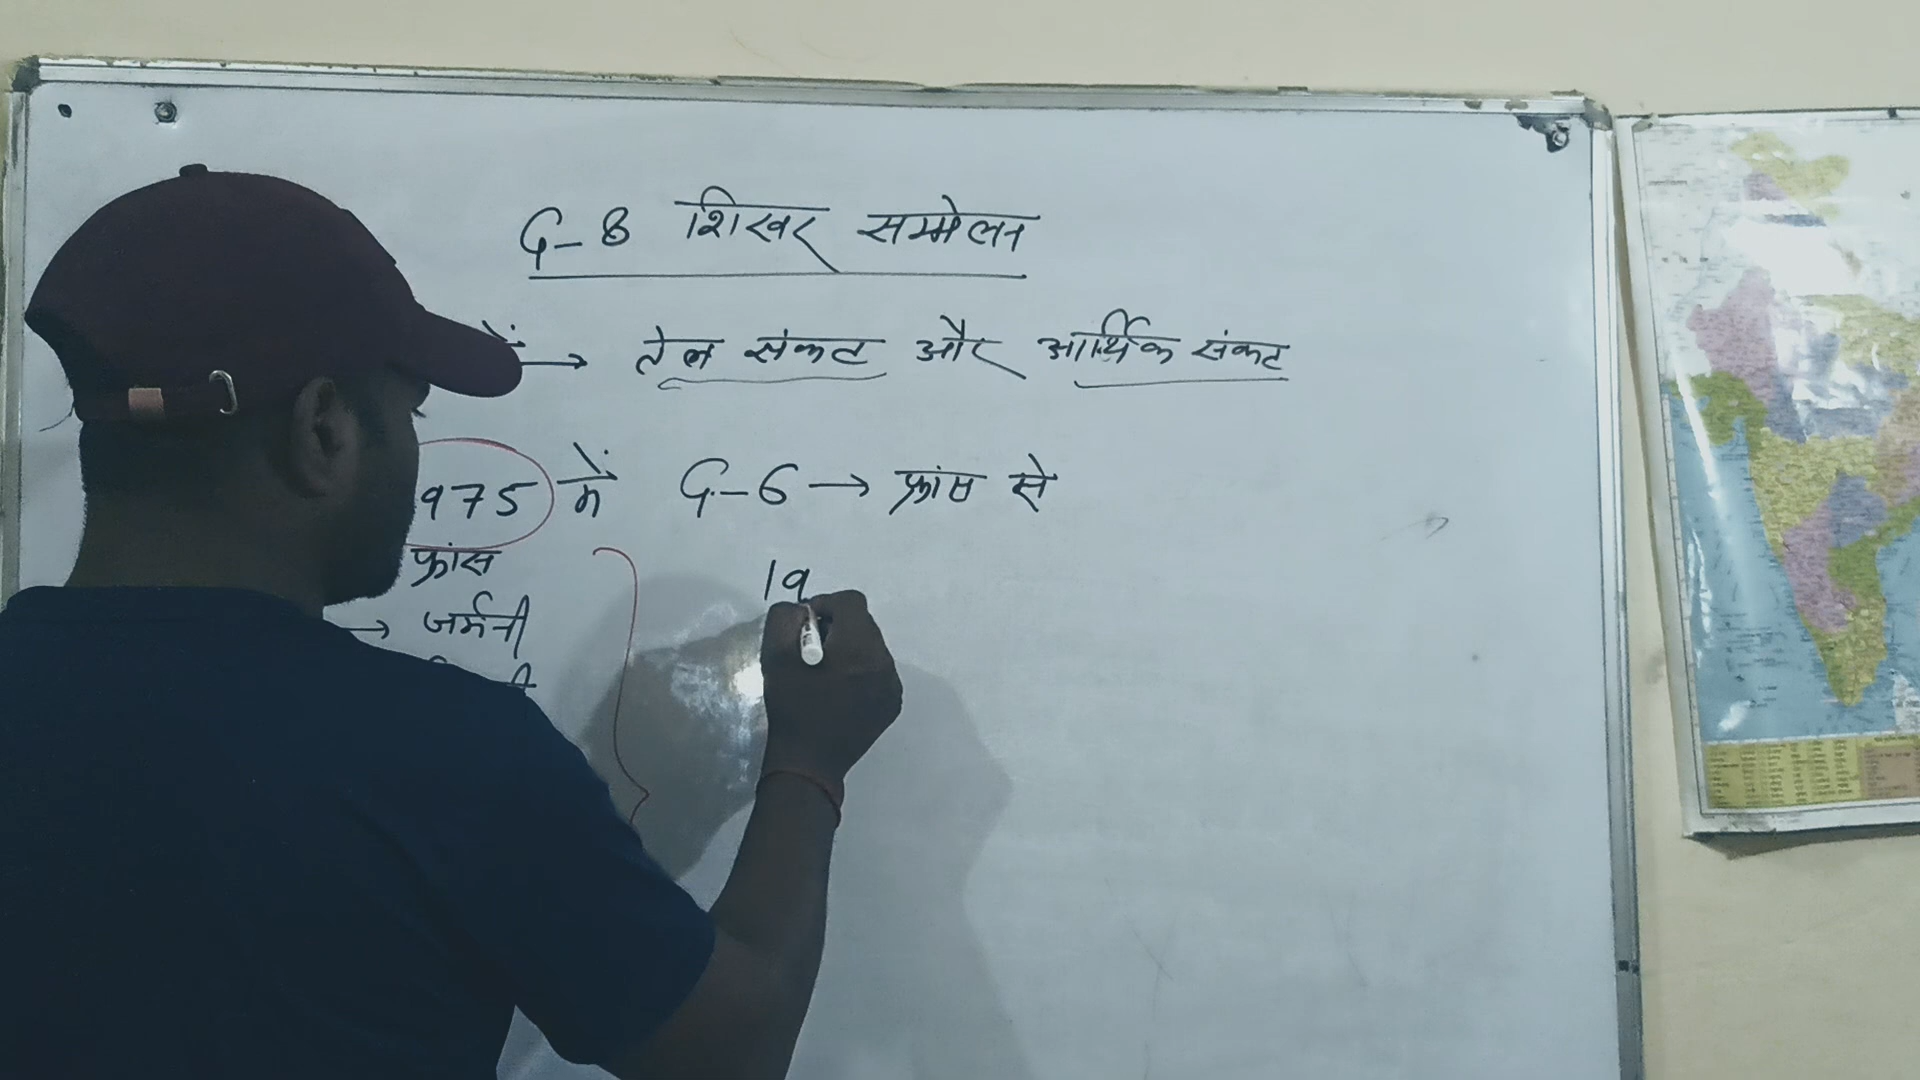 G-8 शिखर सम्मेलन
→ तेल संकट और आर्थिक संकट
975 में G-6 → फ्रांस से
फ्रांस
→ जर्मनी
19